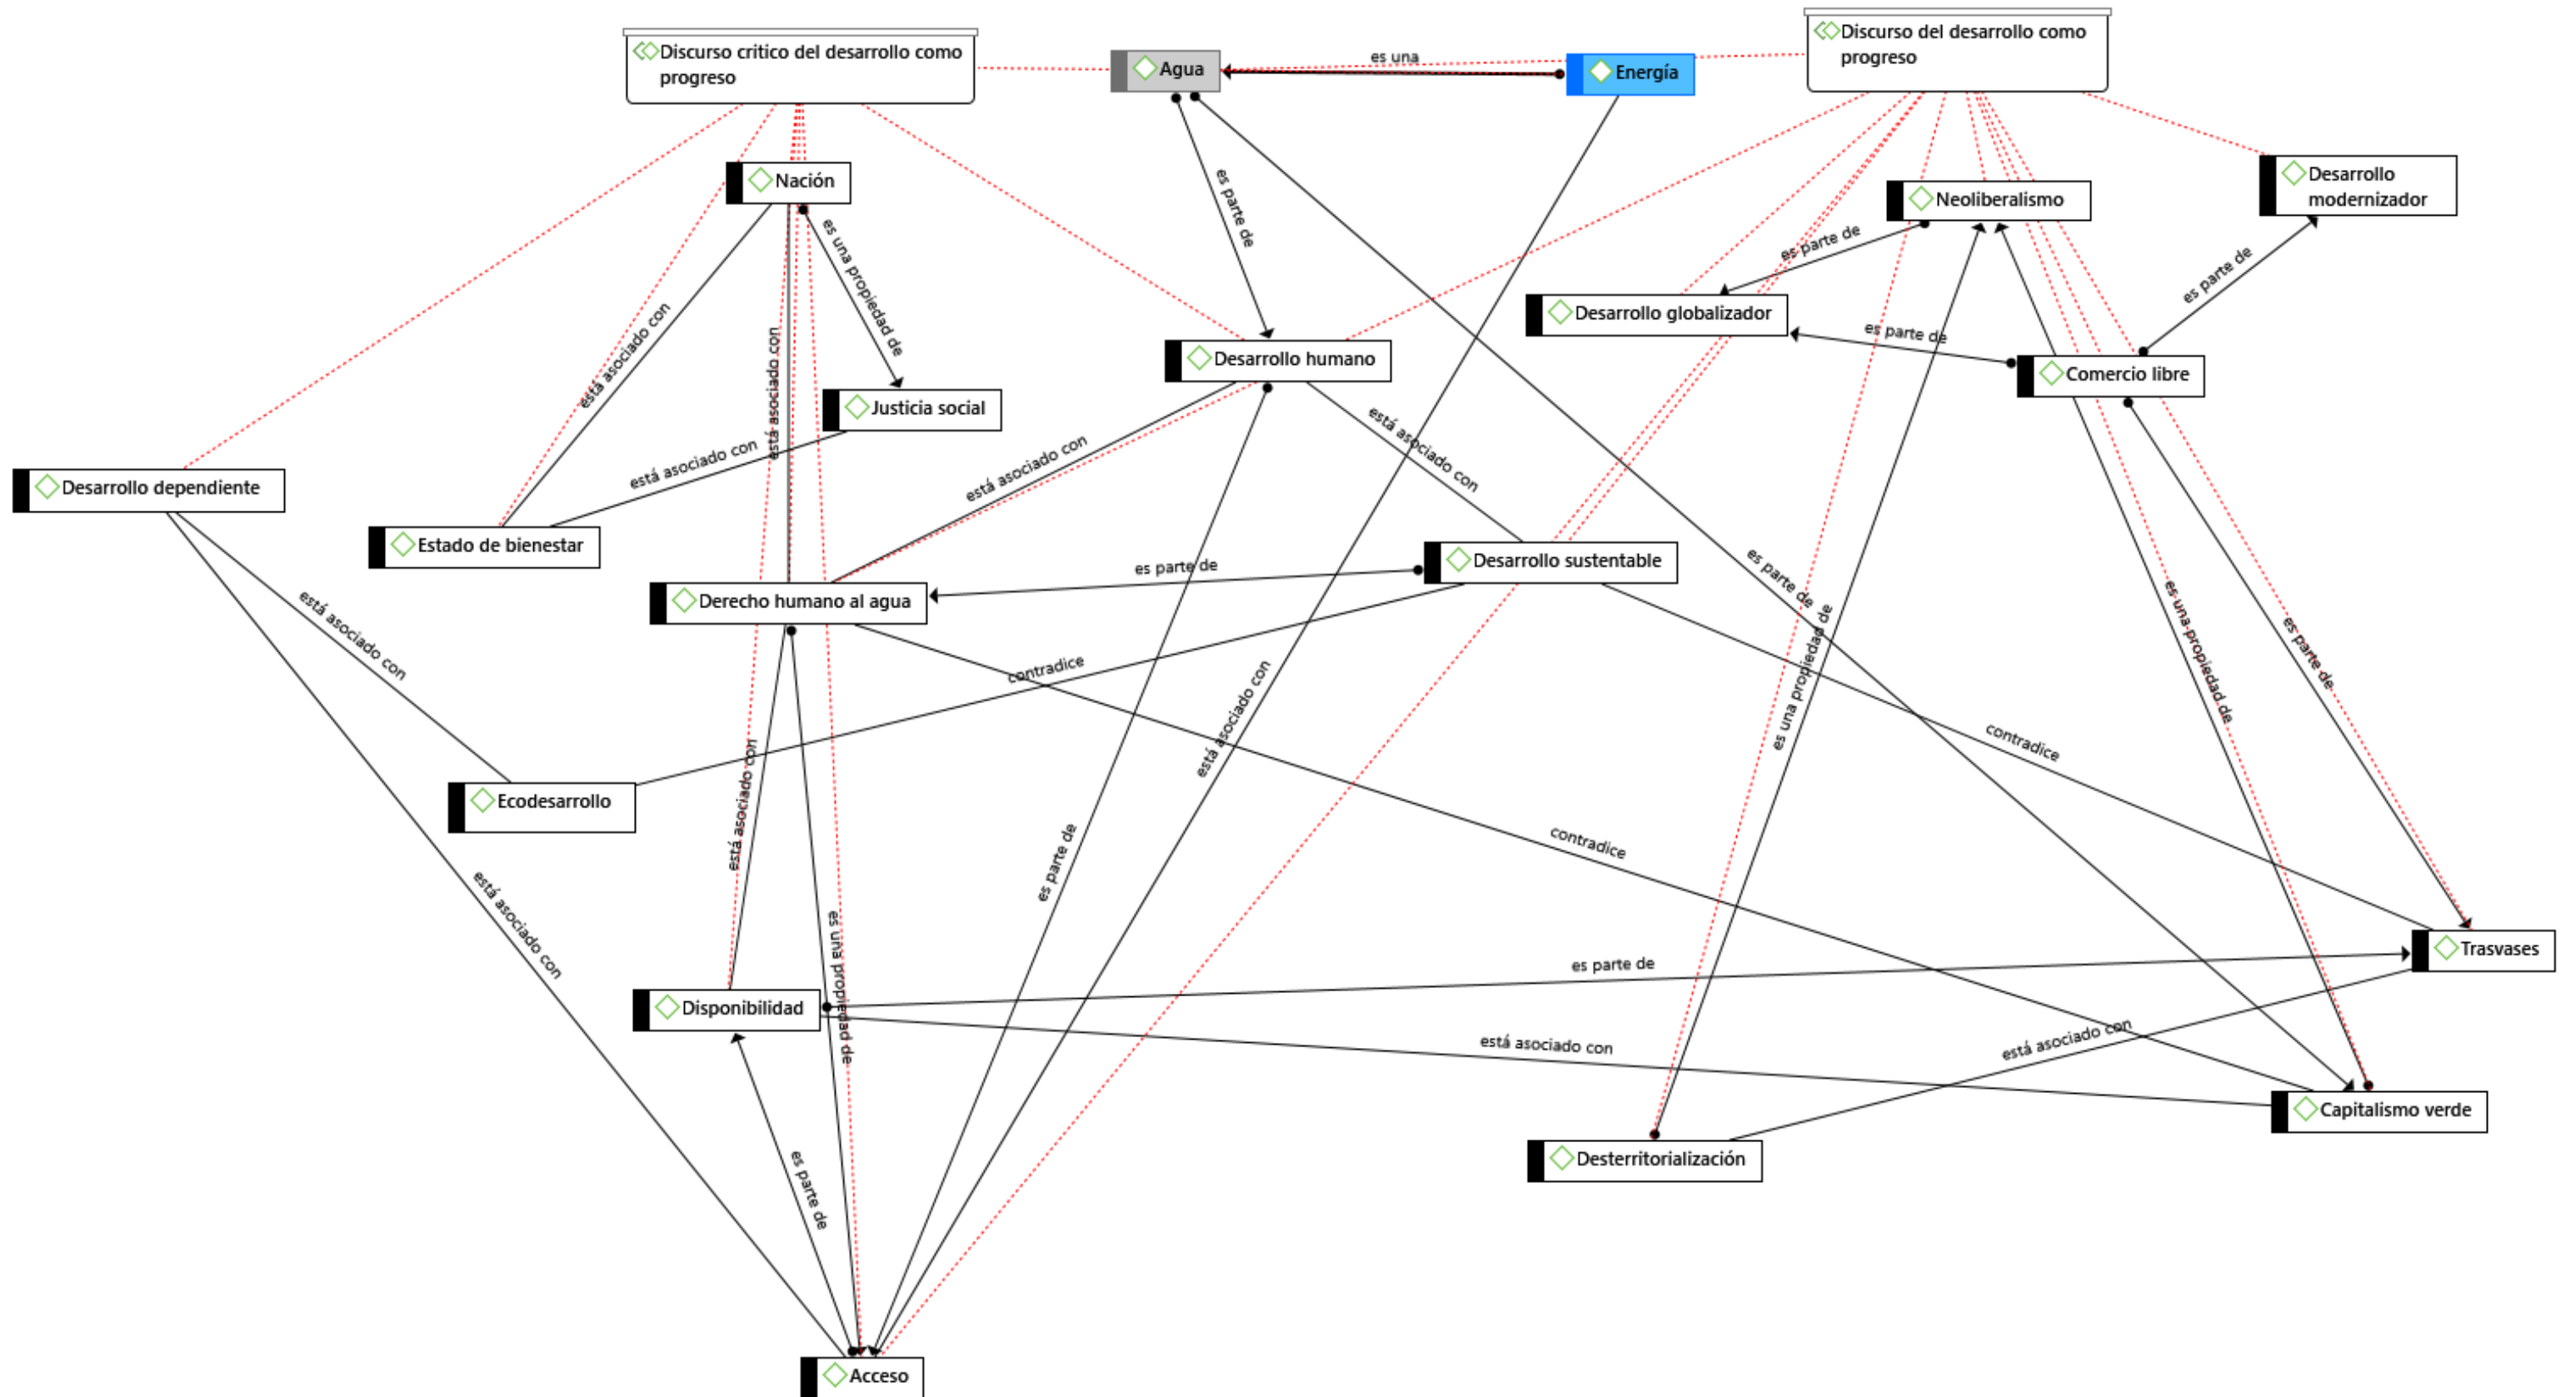 Discurso critico del desarrollo como
progreso
Agua
es una
Energía
Discurso del desarrollo como
progreso
Nación
Neoliberalismo
Desarrollo
modernizador
es parte de
es una propiedad de
es parte de
es parte de
Desarrollo globalizador
es parte de
Desarrollo humano
Comercio libre
está asociado con
está asociado con
Justicia social
está asociado con
está asociado con
está asociado con
Desarrollo dependiente
Estado de bienestar
Desarrollo sustentable
es parte de
es parte de
Derecho humano al agua
está asociado con
contradice
está asociado con
es una propiedad de
es una propiedad de
es parte de
contradice
Ecodesarrollo
está asociado con
es parte de
contradice
está asociado con
es una propiedad de
Trasvases
es parte de
Disponibilidad
está asociado con
está asociado con
Capitalismo verde
Desterritorialización
es parte de
Acceso